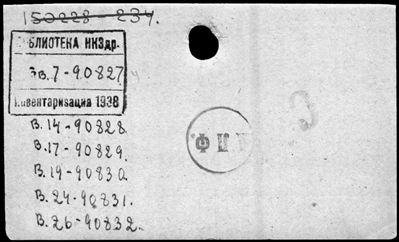 150228-234.
БИБЛИОТЕКА НКЗдр.
Зв. 7-90827
Инвентаризация 1938
В. 14-90828
В. 17-90829.
В. 19-90830.
В. 24-90831.
В. 26-90832.